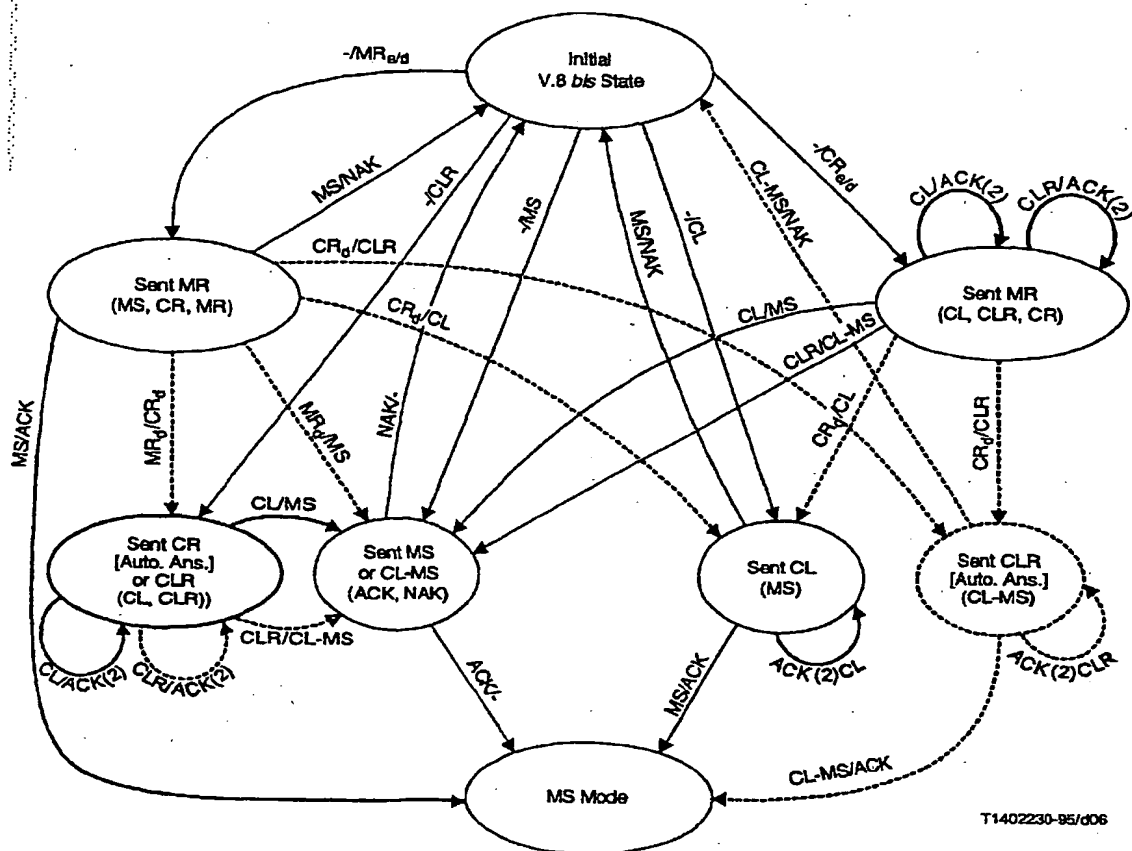 Initial
V.8 bis State
-/MRe/d
MS/NAK
-/CLR
-/MS
MS/NAK
-/CL
CL-MS/NAK
-/CRe/d
CL/ACK(2)
CLR/ACK(2)
Sent MR
(MS, CR, MR)
CRd/CLR
CRd/CL
Sent MR
(CL, CLR, CR)
CL/MS
CLR/CL-MS
MS/ACK
MRd/CRd
MRd/MS
NAK/-
CRd/CL
CRd/CLR
CL/MS
Sent CR
[Auto. Ans.]
or CLR
(CL, CLR))
Sent MS
or CL-MS
(ACK, NAK)
Sent CL
(MS)
Sent CLR
[Auto. Ans.]
(CL-MS)
CLR/CL-MS
CL/ACK(2)
CLR/ACK(2)
ACK(2)CL
ACK(2)CLR
ACK/-
MS/ACK
CL-MS/ACK
MS Mode
T1402230-95/d06